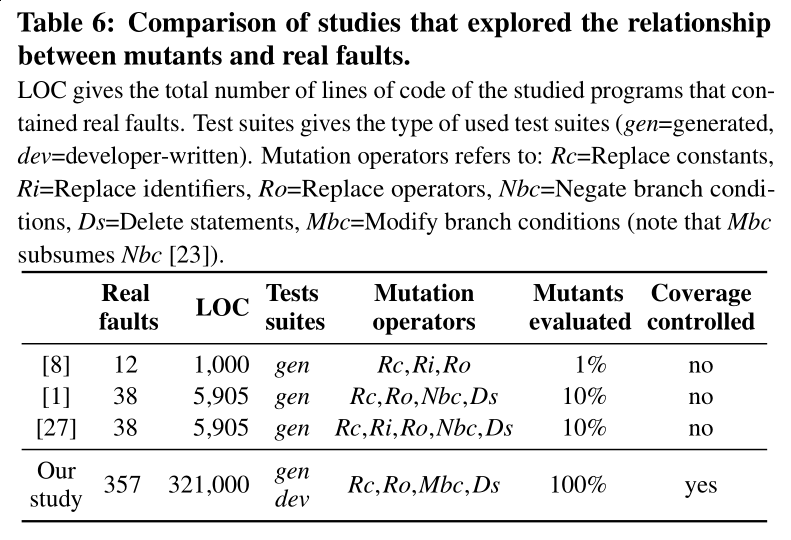 Table 6: Comparison of studies that explored the relationship
between mutants and real faults.
LOC gives the total number of lines of code of the studied programs that con-
tained real faults. Test suites gives the type of used test suites (gen=generated,
dev=developer-written). Mutation operators refers to: Rc=Replace constants,
Ri=Replace identifiers, Ro=Replace operators, Nbc=Negate branch condi-
tions, Ds=Delete statements, Mbc=Modify branch conditions (note that Mbc
subsumes Nbc [23]).
Real faults LOC Tests suites Mutation operators Mutants evaluated Coverage controlled
[8] 12 1,000 gen Rc,Ri,Ro 1% no
[1] 38 5,905 gen Rc,Ro,Nbc,Ds 10% no
[27] 38 5,905 gen Rc,Ri,Ro,Nbc,Ds 10% no
Our study 357 321,000 gen dev Rc,Ro,Mbc,Ds 100% yes